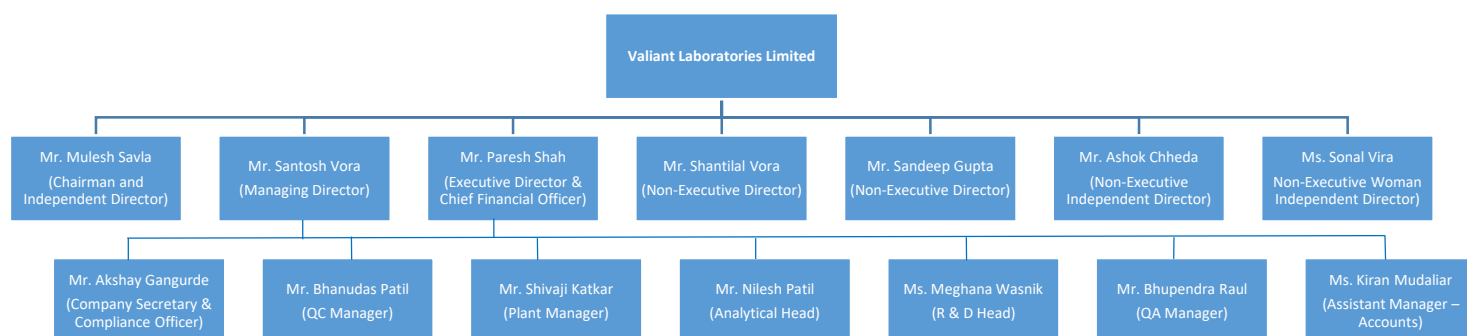 Valiant Laboratories Limited
Mr. Mulesh Savla
(Chairman and
Independent Director)
Mr. Santosh Vora
(Managing Director)
Mr. Paresh Shah
(Executive Director &
Chief Financial Officer)
Mr. Shantilal Vora
(Non-Executive Director)
Mr. Sandeep Gupta
(Non-Executive Director)
Mr. Ashok Chheda
(Non-Executive
Independent Director)
Ms. Sonal Vira
Non-Executive Woman
Independent Director)
Mr. Akshay Gangurde
(Company Secretary &
Compliance Officer)
Mr. Bhanudas Patil
(QC Manager)
Mr. Shivaji Katkar
(Plant Manager)
Mr. Nilesh Patil
(Analytical Head)
Ms. Meghana Wasnik
(R & D Head)
Mr. Bhupendra Raul
(QA Manager)
Ms. Kiran Mudaliar
(Assistant Manager –
Accounts)